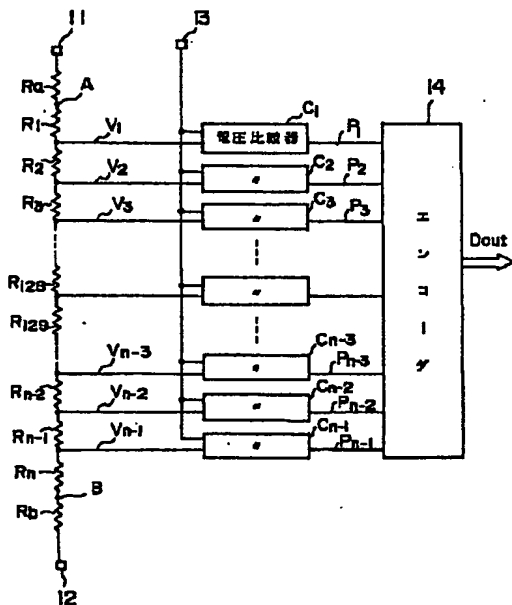 11
13
Ra
A
R1
V1
C1
電圧比較器
P1
14
R2
V2
C2
〃
P2
R3
V3
C3
〃
P3
エンコーダ
Dout
R128
〃
R129
Vn-3
Cn-3
〃
Pn-3
Rn-2
Vn-2
Cn-2
〃
Pn-2
Rn-1
Vn-1
Cn-1
〃
Pn-1
Rn
B
Rb
12